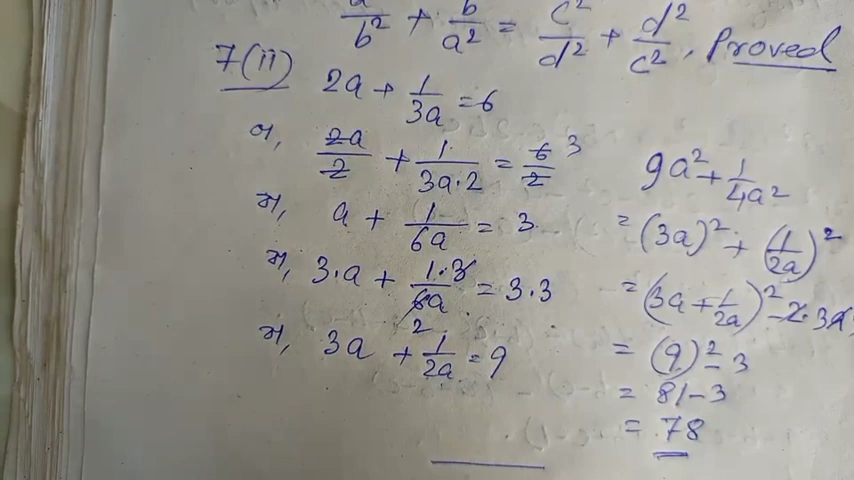 a/b² + b/a² = c²/d² + d²/c², Proved
7(ii) 2a + 1/3a = 6
বা, 2a/2 + 1/3a·2 = 6/2 3
বা, a + 1/6a = 3
বা, 3·a + 1·3/6a = 3·3
2
বা, 3a + 1/2a = 9
9a² + 1/4a²
= (3a)² + (1/2a)²
= (3a + 1/2a)² - 2·3a
= (9)² - 3
= 81 - 3
= 78